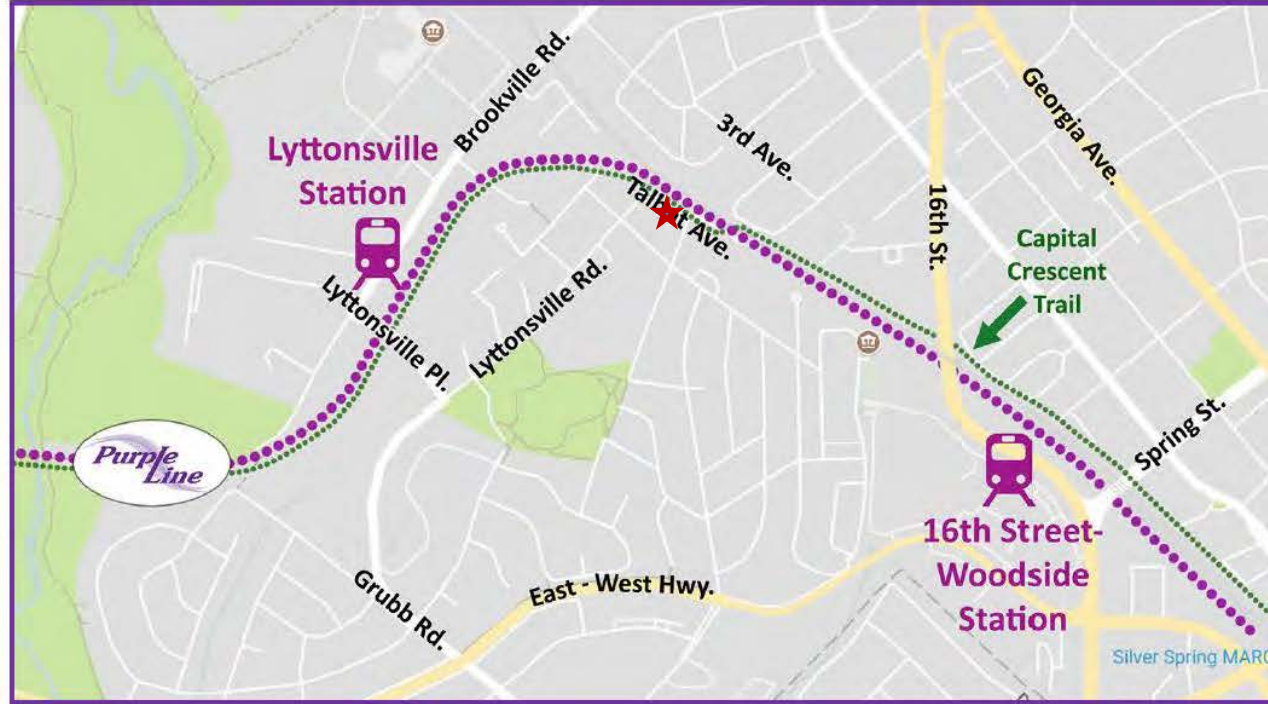 Brookville Rd.
Georgia Ave.
3rd Ave.
Lyttonsville
Station
Talbot Ave.
16th St.
Capital
Crescent
Trail
Lyttonsville Rd.
Lyttonsville Pl.
Spring St.
Purple
Line
16th Street-
Woodside
Station
East - West Hwy.
Grubb Rd.
Silver Spring MARC